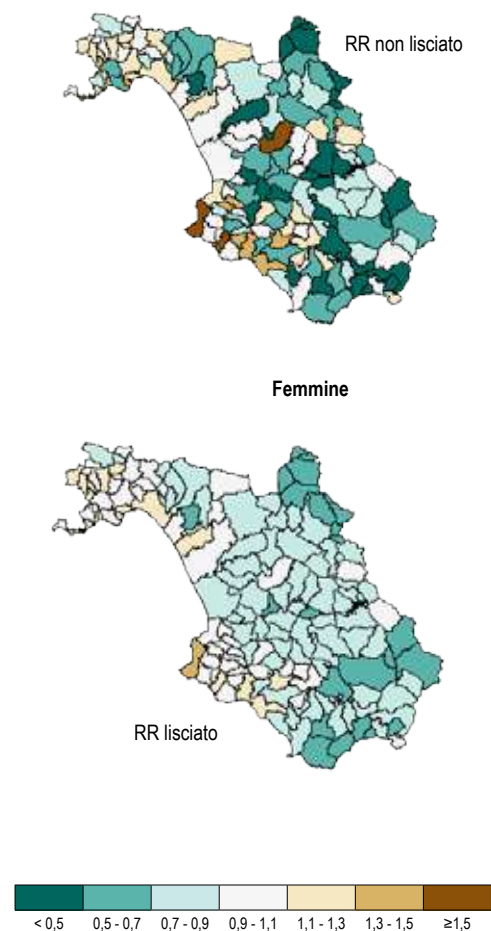 RR non lisciato
Femmine
RR lisciato
< 0,5 0,5 - 0,7 0,7 - 0,9 0,9 - 1,1 1,1 - 1,3 1,3 - 1,5 ≥1,5